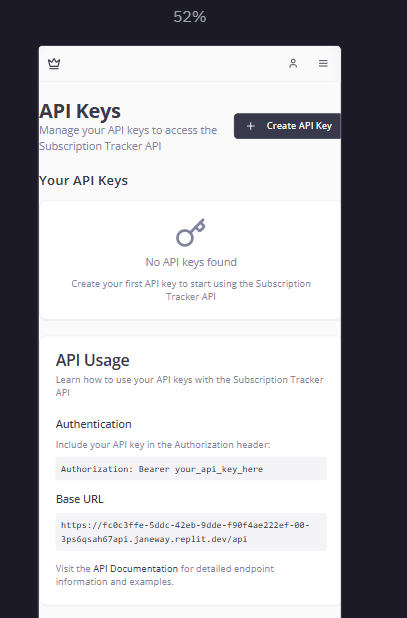 52%
API Keys
Manage your API keys to access the
Subscription Tracker API
Create API Key
Your API Keys
No API keys found
Create your first API key to start using the Subscription
Tracker API
API Usage
Learn how to use your API keys with the Subscription Tracker
API
Authentication
Include your API key in the Authorization header:
Authorization: Bearer your_api_key_here
Base URL
https://fc0c3ffe-5ddc-42eb-9dde-f90f4ae222ef-00-
3ps6qsah67api.janeway.replit.dev/api
Visit the API Documentation for detailed endpoint
information and examples.